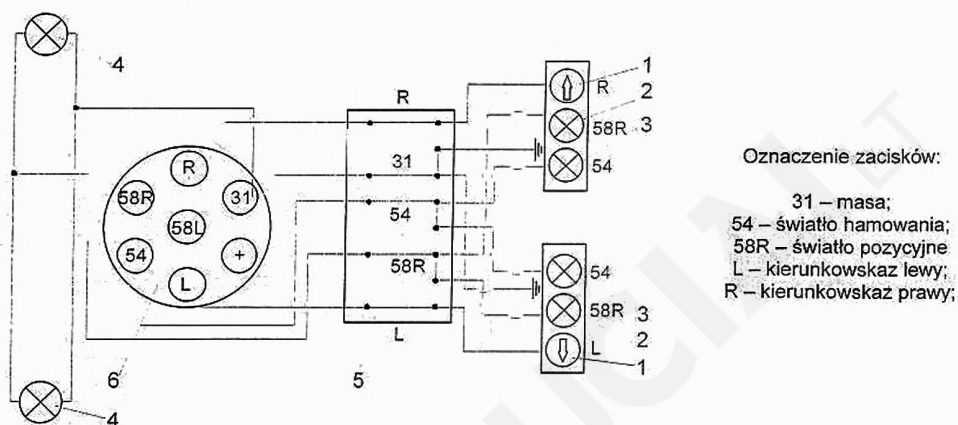 4
R
R
58R
31
58L
54
+
L
6
4
R
31
54
58R
L
5
R
58R
54
1
2
3
54
58R
L
3
2
1
Oznaczenie zacisków:
31 – masa;
54 – światło hamowania;
58R – światło pozycyjne
L – kierunkowskaz lewy;
R – kierunkowskaz prawy;